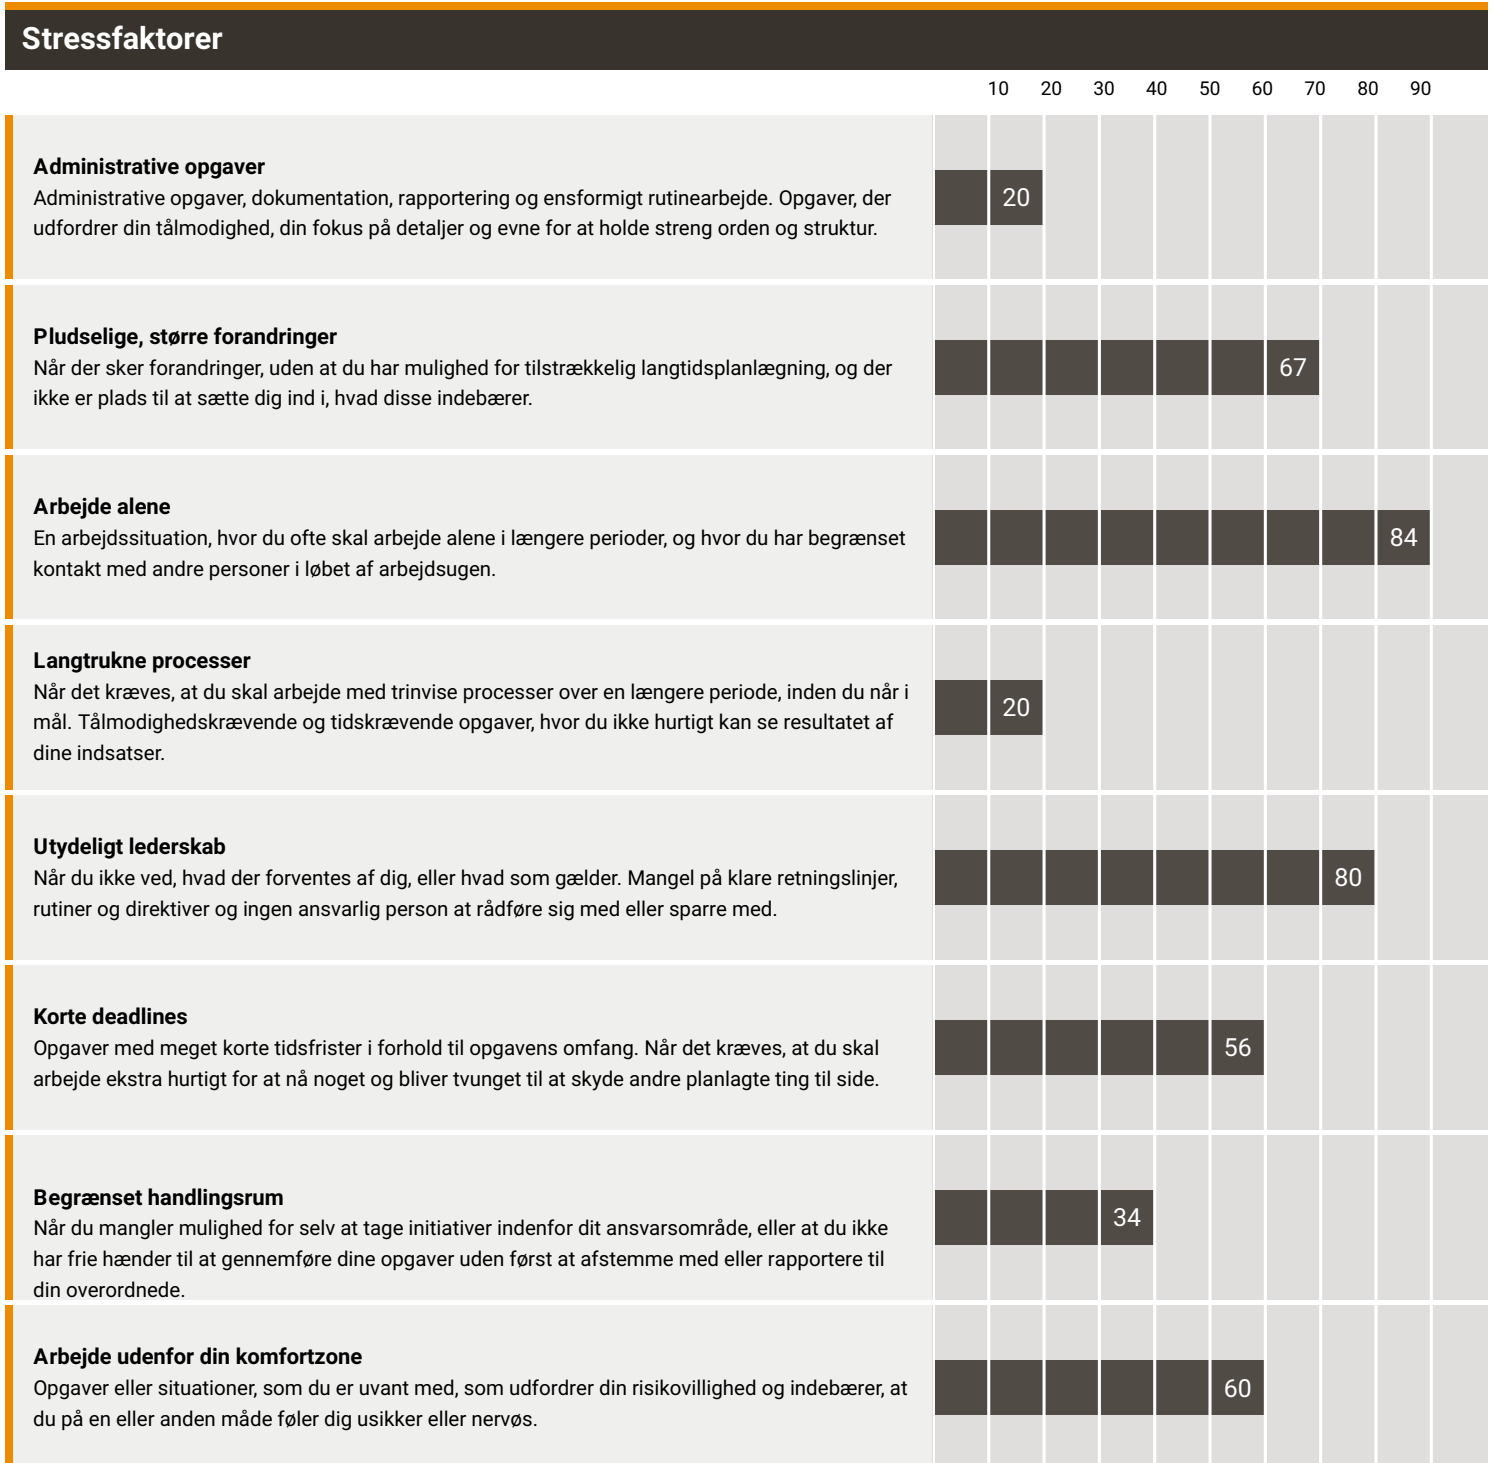 Stressfaktorer
10 20 30 40 50 60 70 80 90
Administrative opgaver
Administrative opgaver, dokumentation, rapportering og ensformigt rutinearbejde. Opgaver, der
udfordrer din tålmodighed, din fokus på detaljer og evne for at holde streng orden og struktur.
20
Pludselige, større forandringer
Når der sker forandringer, uden at du har mulighed for tilstrækkelig langtidsplanlægning, og der
ikke er plads til at sætte dig ind i, hvad disse indebærer.
67
Arbejde alene
En arbejdssituation, hvor du ofte skal arbejde alene i længere perioder, og hvor du har begrænset
kontakt med andre personer i løbet af arbejdsugen.
84
Langtrukne processer
Når det kræves, at du skal arbejde med trinvise processer over en længere periode, inden du når i
mål. Tålmodighedskrævende og tidskrævende opgaver, hvor du ikke hurtigt kan se resultatet af
dine indsatser.
20
Utydeligt lederskab
Når du ikke ved, hvad der forventes af dig, eller hvad som gælder. Mangel på klare retningslinjer,
rutiner og direktiver og ingen ansvarlig person at rådføre sig med eller sparre med.
80
Korte deadlines
Opgaver med meget korte tidsfrister i forhold til opgavens omfang. Når det kræves, at du skal
arbejde ekstra hurtigt for at nå noget og bliver tvunget til at skyde andre planlagte ting til side.
56
Begrænset handlingsrum
Når du mangler mulighed for selv at tage initiativer indenfor dit ansvarsområde, eller at du ikke
har frie hænder til at gennemføre dine opgaver uden først at afstemme med eller rapportere til
din overordnede.
34
Arbejde udenfor din komfortzone
Opgaver eller situationer, som du er uvant med, som udfordrer din risikovillighed og indebærer, at
du på en eller anden måde føler dig usikker eller nervøs.
60